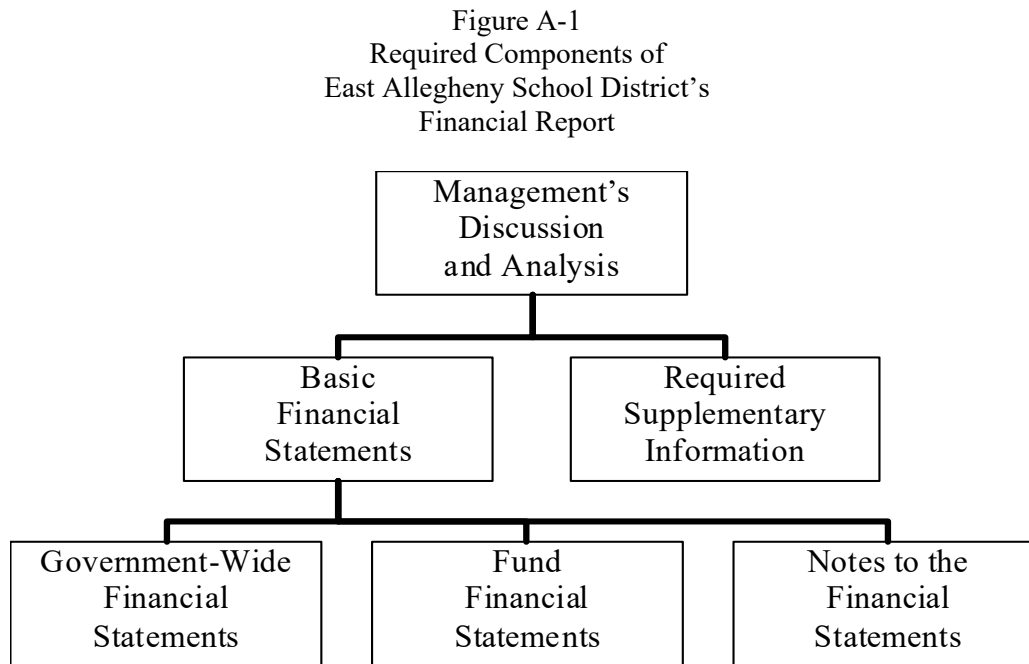 Figure A-1
Required Components of
East Allegheny School District’s
Financial Report
Management’s
Discussion
and Analysis
Basic
Financial
Statements
Required
Supplementary
Information
Government-Wide
Financial
Statements
Fund
Financial
Statements
Notes to the
Financial
Statements